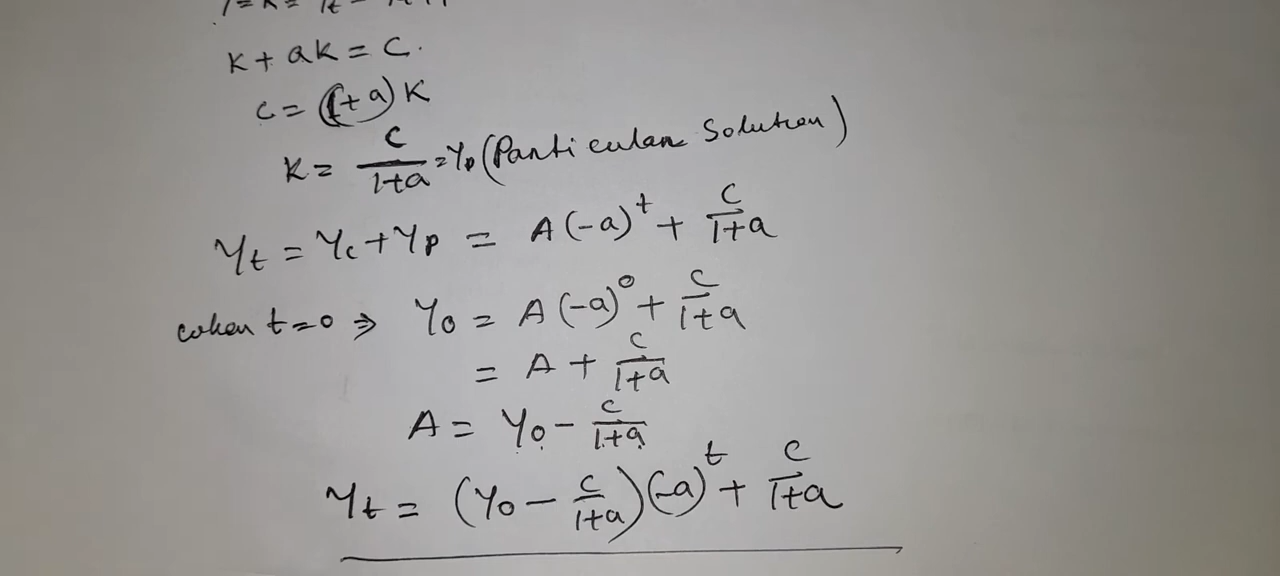 K + aK = C.
C = (1+a) K
K = C/(1+a) = Yp (Particular Solution)
Yt = Yc + Yp = A(-a)^t + C/(1+a)
when t=0 ⇒ Y0 = A(-a)^0 + C/(1+a)
= A + C/(1+a)
A = Y0 - C/(1+a)
Yt = (Y0 - C/(1+a)) (-a)^t + C/(1+a)